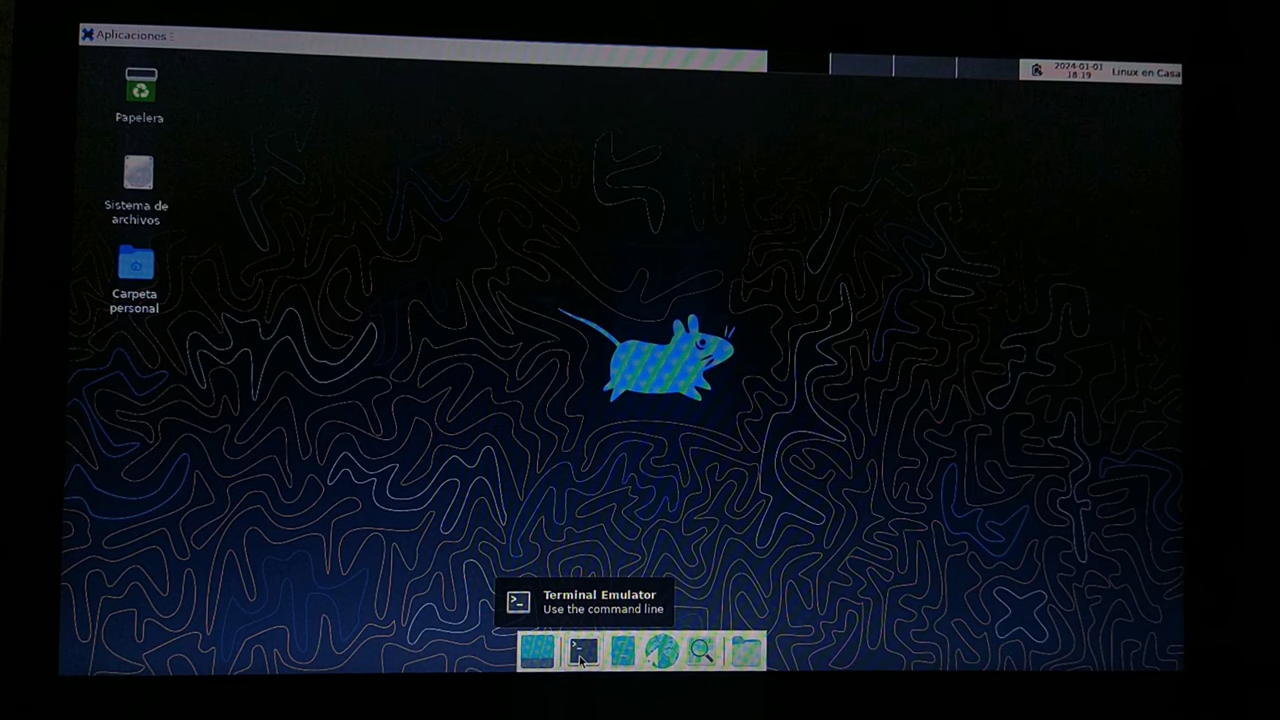 Aplicaciones
2024-01-01
18:19
Linux en Casa
Papelera
Sistema de
archivos
Carpeta
personal
Terminal Emulator
Use the command line